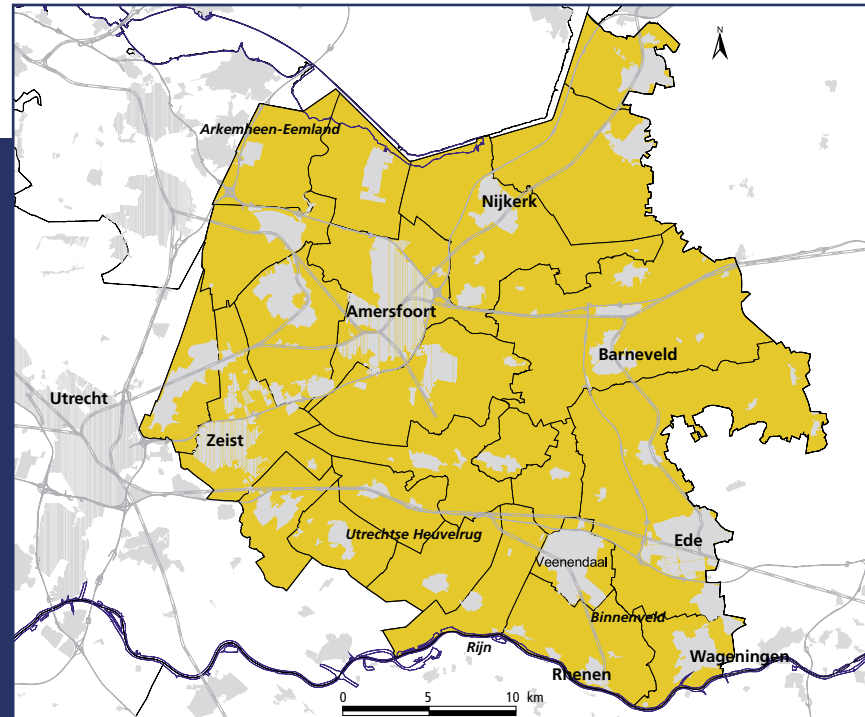 N
Arkemheen-Eemland
Nijkerk
Amersfoort
Barneveld
Utrecht
Zeist
Utrechtse Heuvelrug
Ede
Veenendaal
Binnenveld
Rijn
Wageningen
Rhenen
0 5 10 km